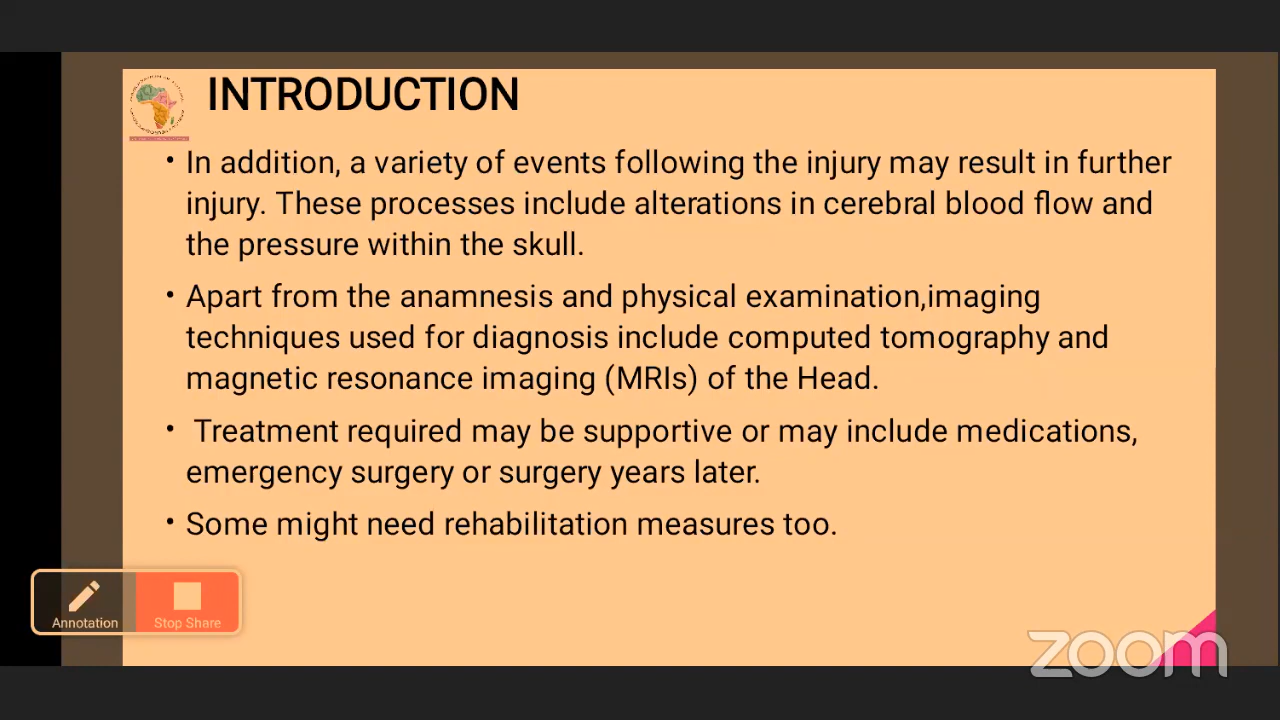 INTRODUCTION
• In addition, a variety of events following the injury may result in further
injury. These processes include alterations in cerebral blood flow and
the pressure within the skull.
• Apart from the anamnesis and physical examination,imaging
techniques used for diagnosis include computed tomography and
magnetic resonance imaging (MRIs) of the Head.
• Treatment required may be supportive or may include medications,
emergency surgery or surgery years later.
• Some might need rehabilitation measures too.
Annotation
Stop Share
zoom